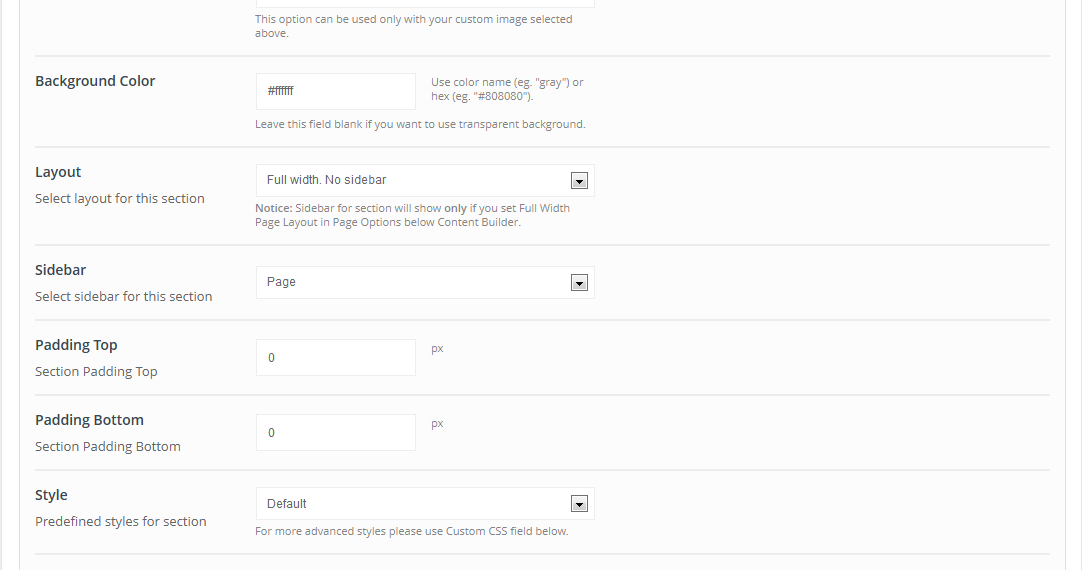 This option can be used only with your custom image selected
above.
Background Color
#ffffff
Use color name (eg. "gray") or
hex (eg. "#808080").
Leave this field blank if you want to use transparent background.
Layout
Full width. No sidebar
Select layout for this section
Notice: Sidebar for section will show only if you set Full Width
Page Layout in Page Options below Content Builder.
Sidebar
Page
Select sidebar for this section
Padding Top
0
px
Section Padding Top
Padding Bottom
0
px
Section Padding Bottom
Style
Default
Predefined styles for section
For more advanced styles please use Custom CSS field below.